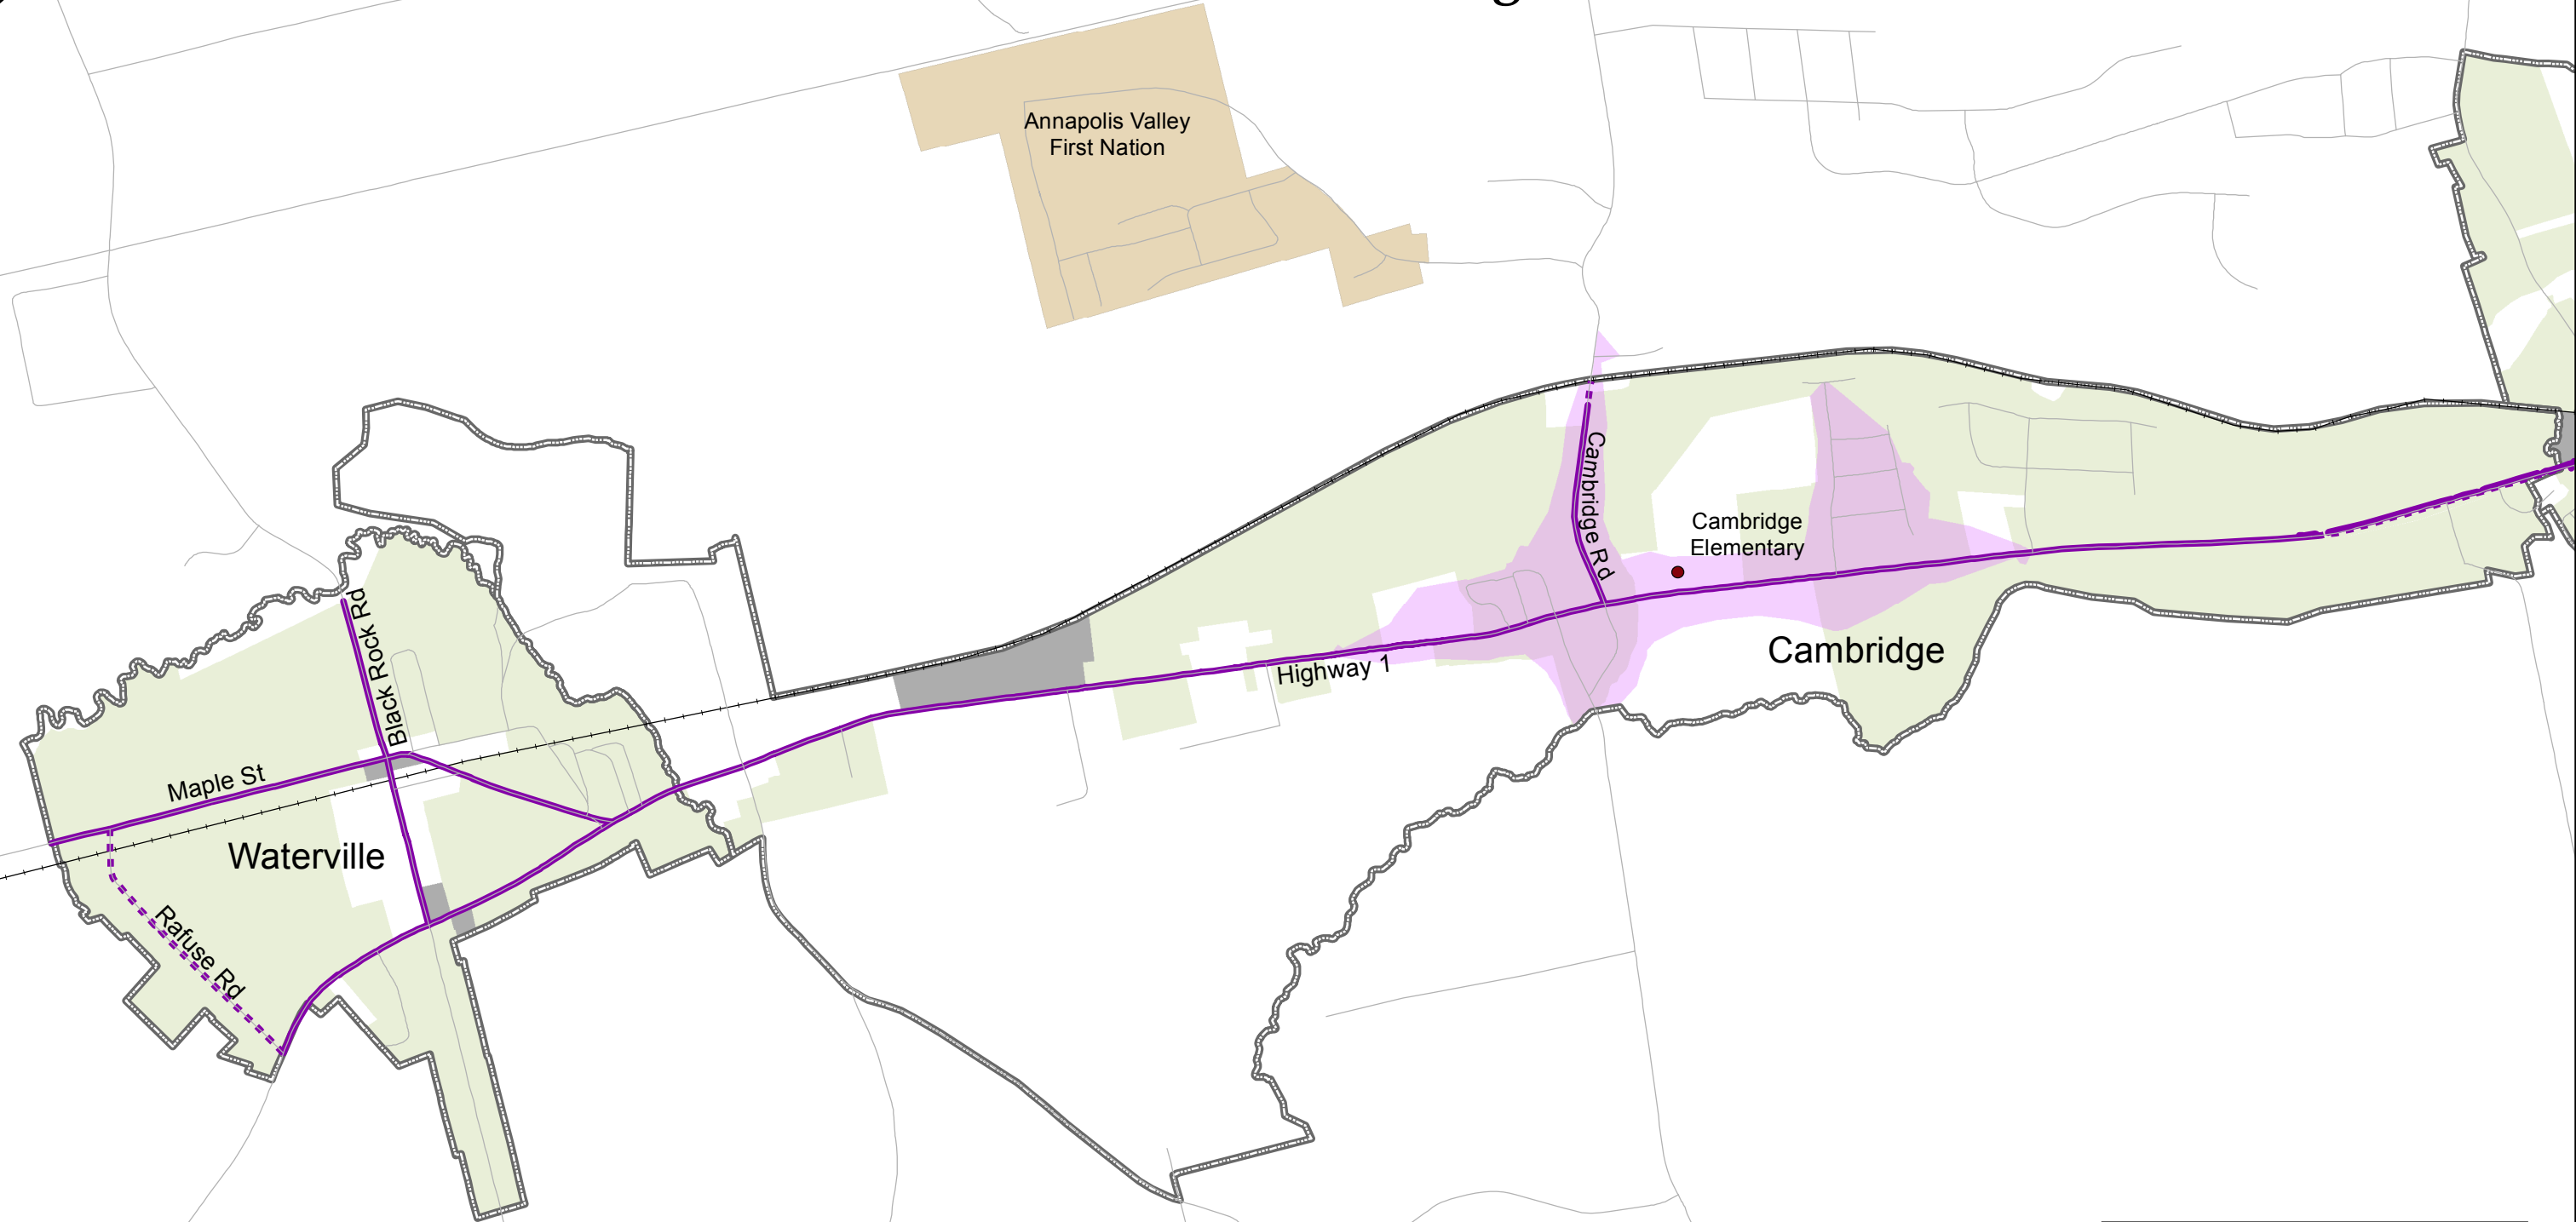 Annapolis Valley
First Nation
Cambridge Rd
Cambridge
Elementary
Black Rock Rd
Highway 1
Cambridge
Maple St
Waterville
Rafuse Rd